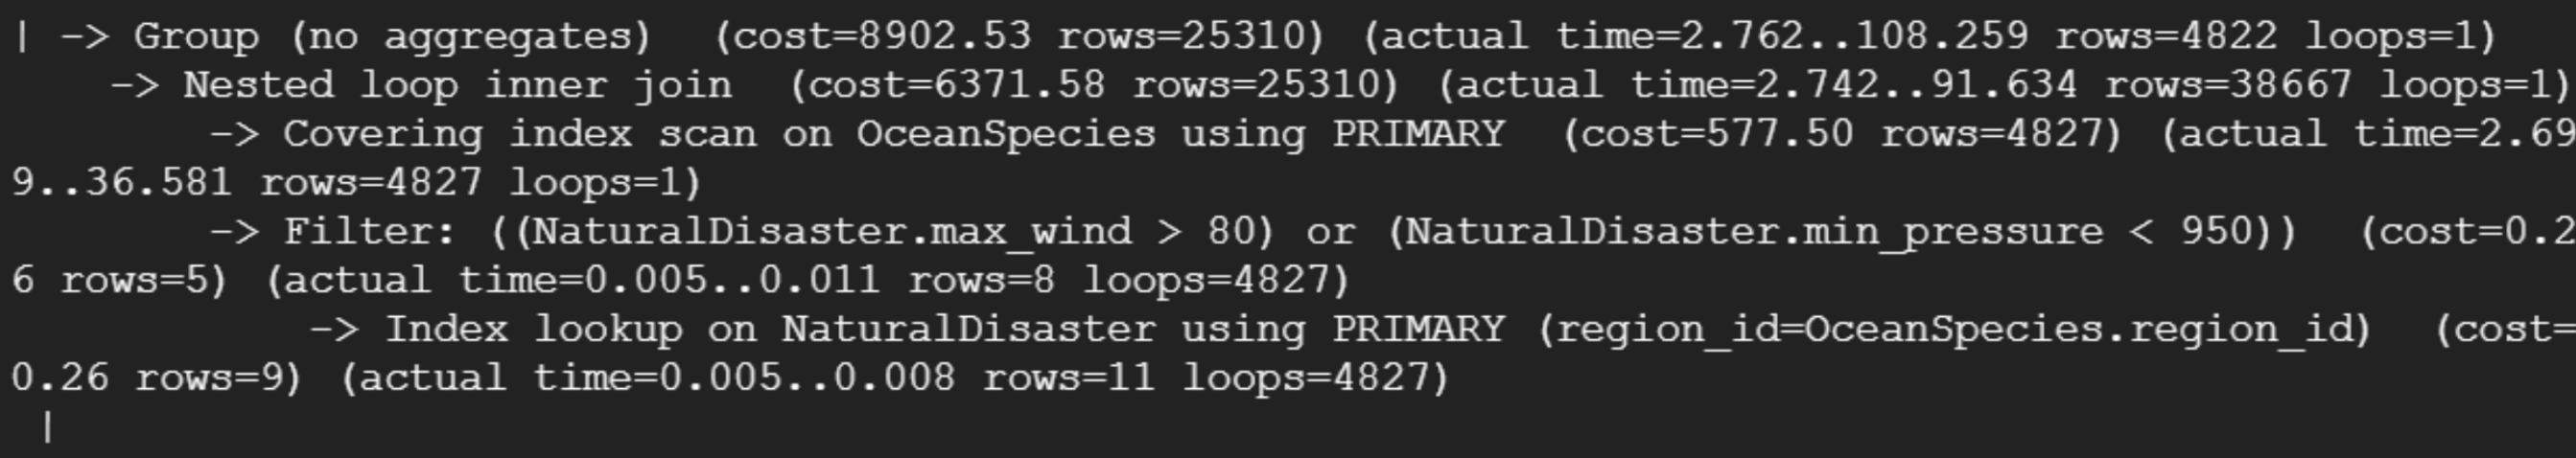 | -> Group (no aggregates)  (cost=8902.53 rows=25310) (actual time=2.762..108.259 rows=4822 loops=1)
    -> Nested loop inner join  (cost=6371.58 rows=25310) (actual time=2.742..91.634 rows=38667 loops=1)
        -> Covering index scan on OceanSpecies using PRIMARY  (cost=577.50 rows=4827) (actual time=2.69
9..36.581 rows=4827 loops=1)
        -> Filter: ((NaturalDisaster.max_wind > 80) or (NaturalDisaster.min_pressure < 950))  (cost=0.2
6 rows=5) (actual time=0.005..0.011 rows=8 loops=4827)
            -> Index lookup on NaturalDisaster using PRIMARY (region_id=OceanSpecies.region_id)  (cost=
0.26 rows=9) (actual time=0.005..0.008 rows=11 loops=4827)
 |